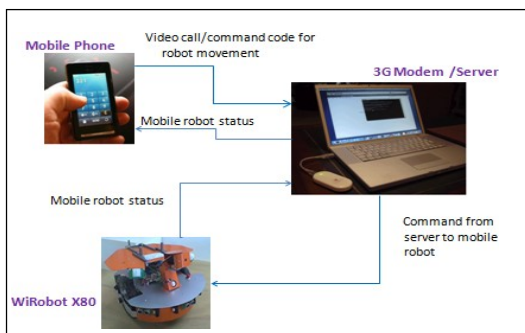 Mobile Phone
Video call/command code for
robot movement
3G Modem /Server
Mobile robot status
Mobile robot status
Command from
server to mobile
robot
WiRobot X80